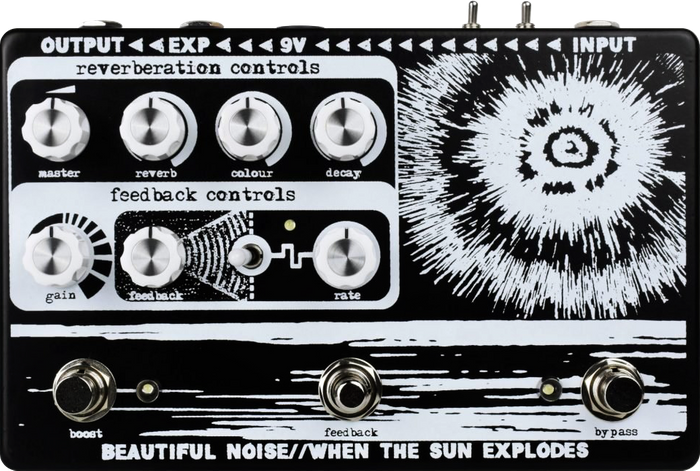 OUTPUT EXP 9V INPUT
reverberation controls
master reverb colour decay
feedback controls
gain feedback rate
boost feedback bypass
BEAUTIFUL NOISE//WHEN THE SUN EXPLODES